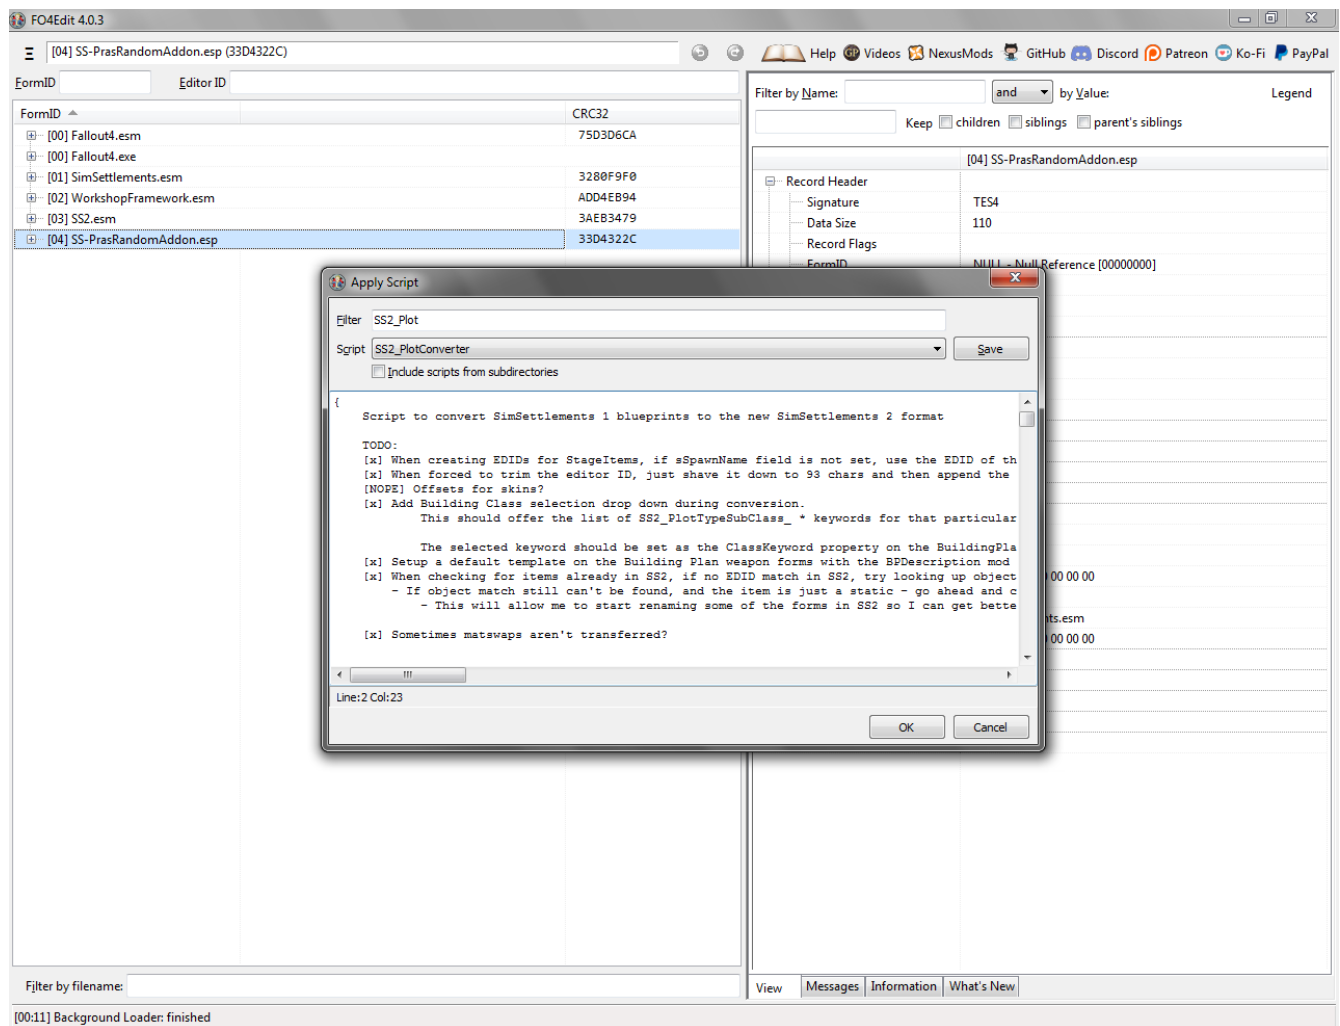 FO4Edit 4.0.3
[04] SS-PrasRandomAddon.esp (33D4322C)
Help Videos NexusMods GitHub Discord Patreon Ko-Fi PayPal
FormID Editor ID
FormID CRC32
[00] Fallout4.esm 75D3D6CA
[00] Fallout4.exe
[01] SimSettlements.esm 3280F9F0
[02] WorkshopFramework.esm ADD4EB94
[03] SS2.esm 3AEB3479
[04] SS-PrasRandomAddon.esp 33D4322C
Filter by Name: and by Value: Legend
Keep children siblings parent's siblings
[04] SS-PrasRandomAddon.esp
Record Header
Signature TES4
Data Size 110
Record Flags
FormID NULL - Null Reference [00000000]
Apply Script
Filter SS2_Plot
Script SS2_PlotConverter Save
Include scripts from subdirectories
{
Script to convert SimSettlements 1 blueprints to the new SimSettlements 2 format
TODO:
[x] When creating EDIDs for StageItems, if sSpawnName field is not set, use the EDID of th
[x] When forced to trim the editor ID, just shave it down to 93 chars and then append the
[NOPE] Offsets for skins?
[x] Add Building Class selection drop down during conversion.
This should offer the list of SS2_PlotTypeSubClass_ * keywords for that particular
The selected keyword should be set as the ClassKeyword property on the BuildingPla
[x] Setup a default template on the Building Plan weapon forms with the BPDescription mod
[x] When checking for items already in SS2, if no EDID match in SS2, try looking up object
- If object match still can't be found, and the item is just a static - go ahead and c
- This will allow me to start renaming some of the forms in SS2 so I can get bette
[x] Sometimes matswaps aren't transferred?
Line:2 Col:23
OK Cancel
00 00 00
ts.esm
00 00 00
Filter by filename:
View Messages Information What's New
[00:11] Background Loader: finished